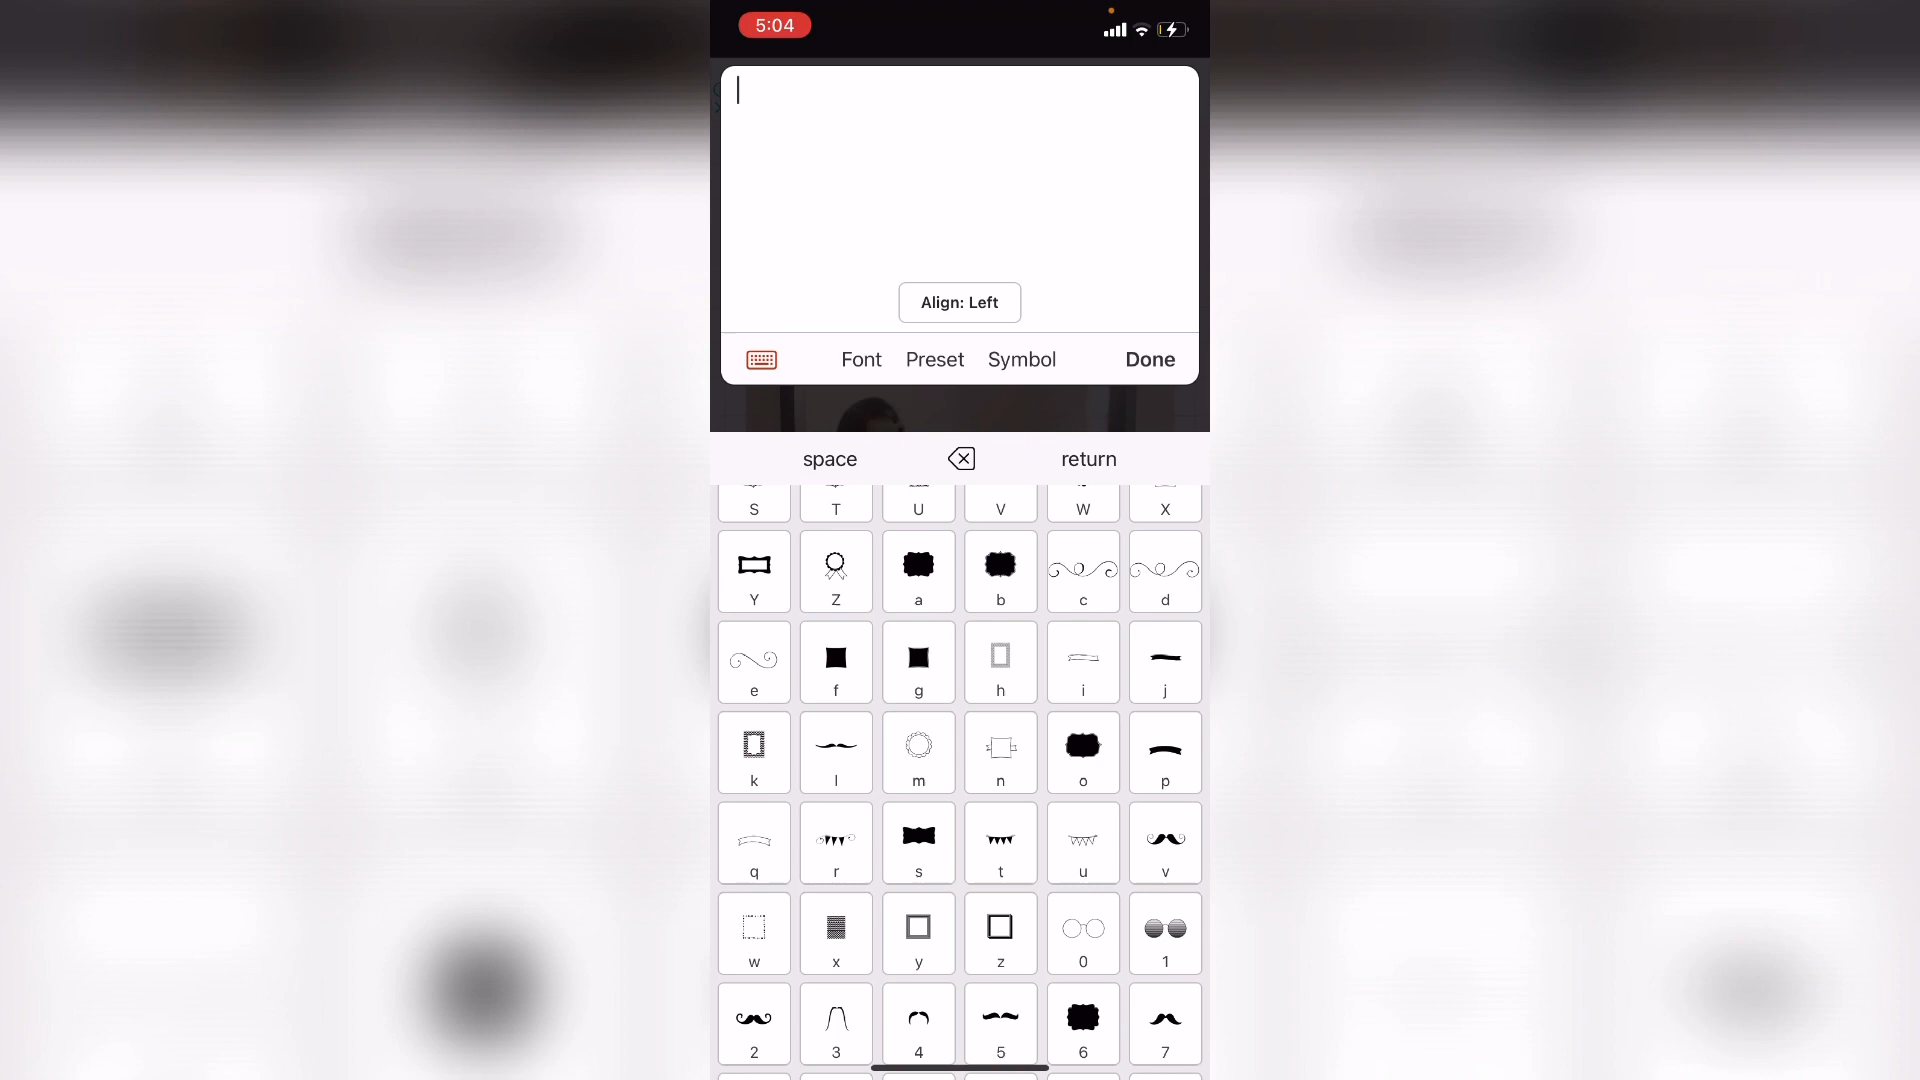 5:04
Align: Left
Font Preset Symbol Done
space return
S T U V W X
Y Z a b c d
e f g h i j
k l m n o p
q r s t u v
w x y z 0 1
2 3 4 5 6 7